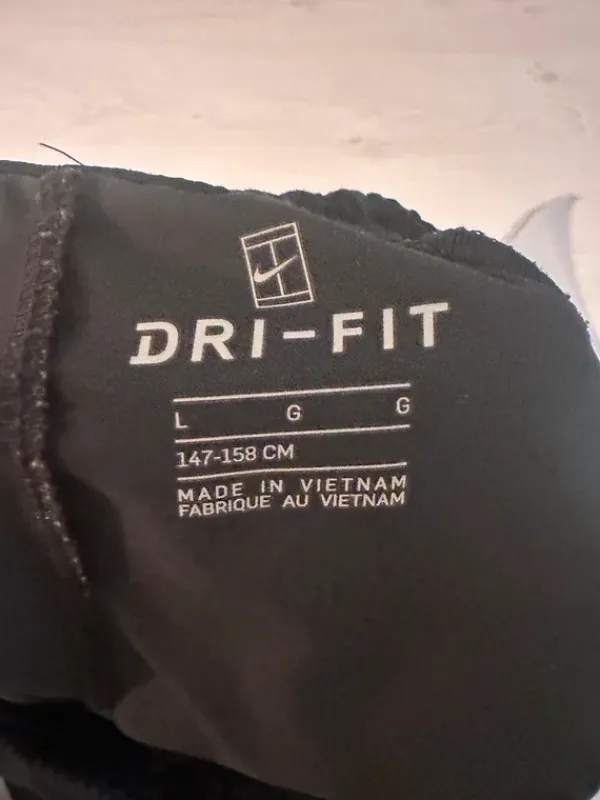 DRI-FIT
L G G
147-158 CM
MADE IN VIETNAM
FABRIQUE AU VIETNAM